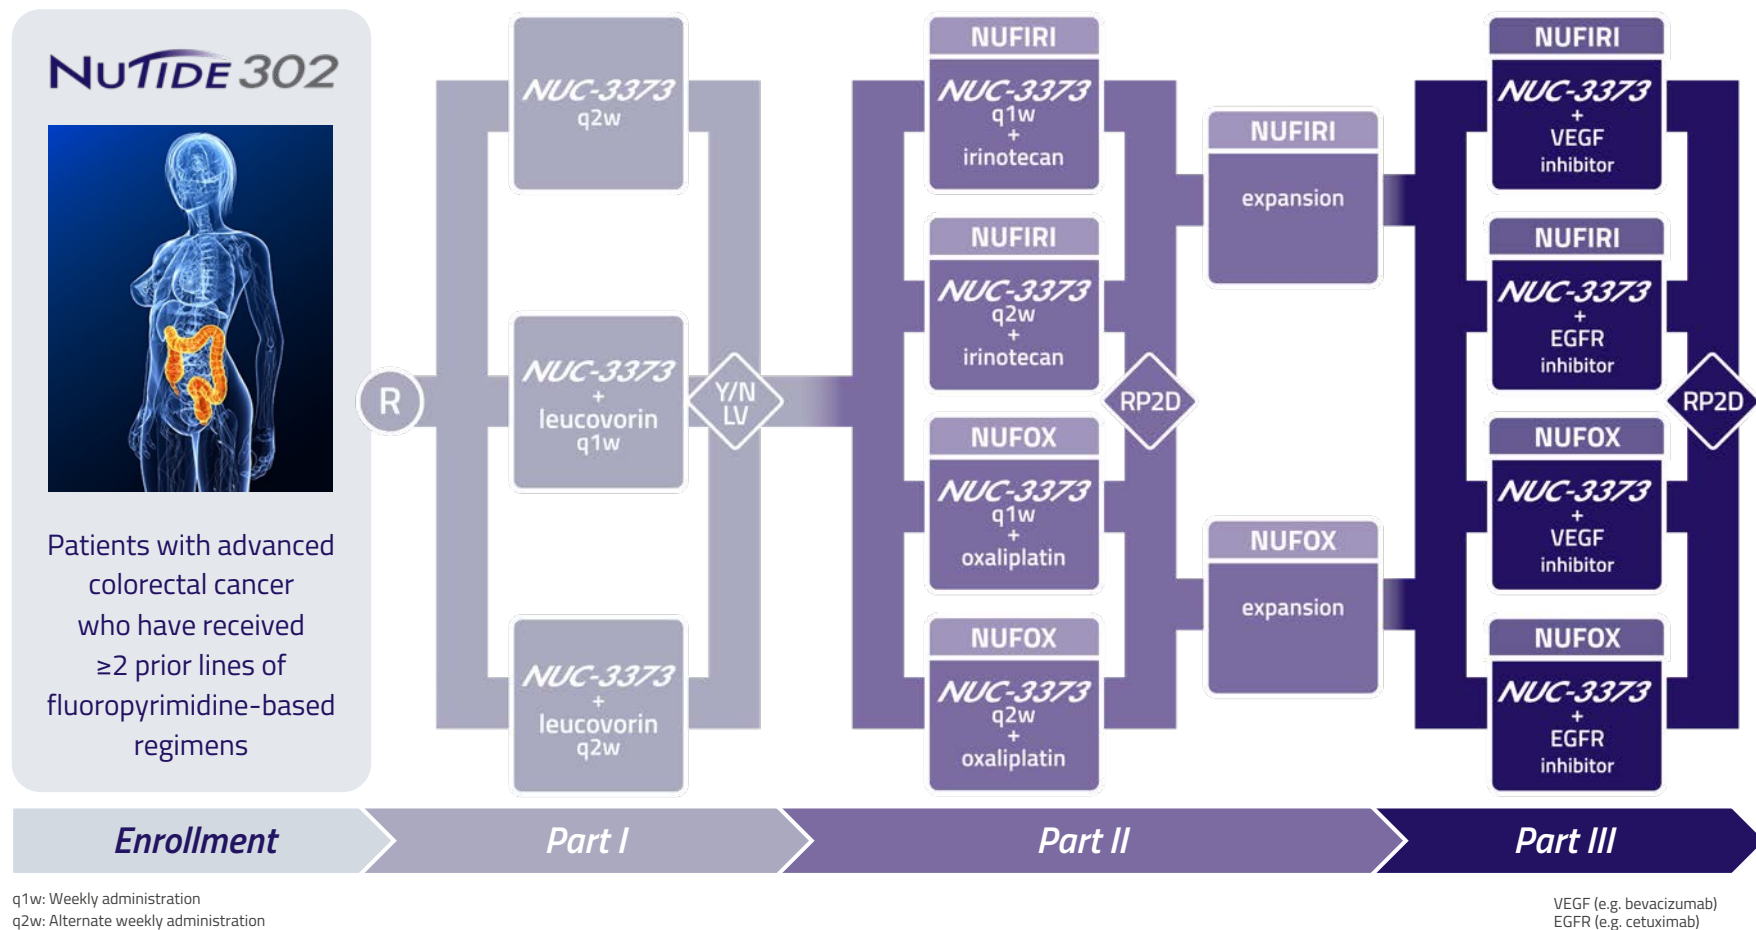 NUTIDE 302
Patients with advanced
colorectal cancer
who have received
≥2 prior lines of
fluoropyrimidine-based
regimens
R
NUC-3373
q2w
NUC-3373
+
leucovorin
q1w
NUC-3373
+
leucovorin
q2w
Y/N
LV
NUFIRI
NUC-3373
q1w
+
irinotecan
NUFIRI
NUC-3373
q2w
+
irinotecan
NUFOX
NUC-3373
q1w
+
oxaliplatin
NUFOX
NUC-3373
q2w
+
oxaliplatin
RP2D
NUFIRI
expansion
NUFOX
expansion
NUFIRI
NUC-3373
+
VEGF
inhibitor
NUFIRI
NUC-3373
+
EGFR
inhibitor
NUFOX
NUC-3373
+
VEGF
inhibitor
NUFOX
NUC-3373
+
EGFR
inhibitor
RP2D
Enrollment
Part I
Part II
Part III
q1w: Weekly administration
q2w: Alternate weekly administration
VEGF (e.g. bevacizumab)
EGFR (e.g. cetuximab)